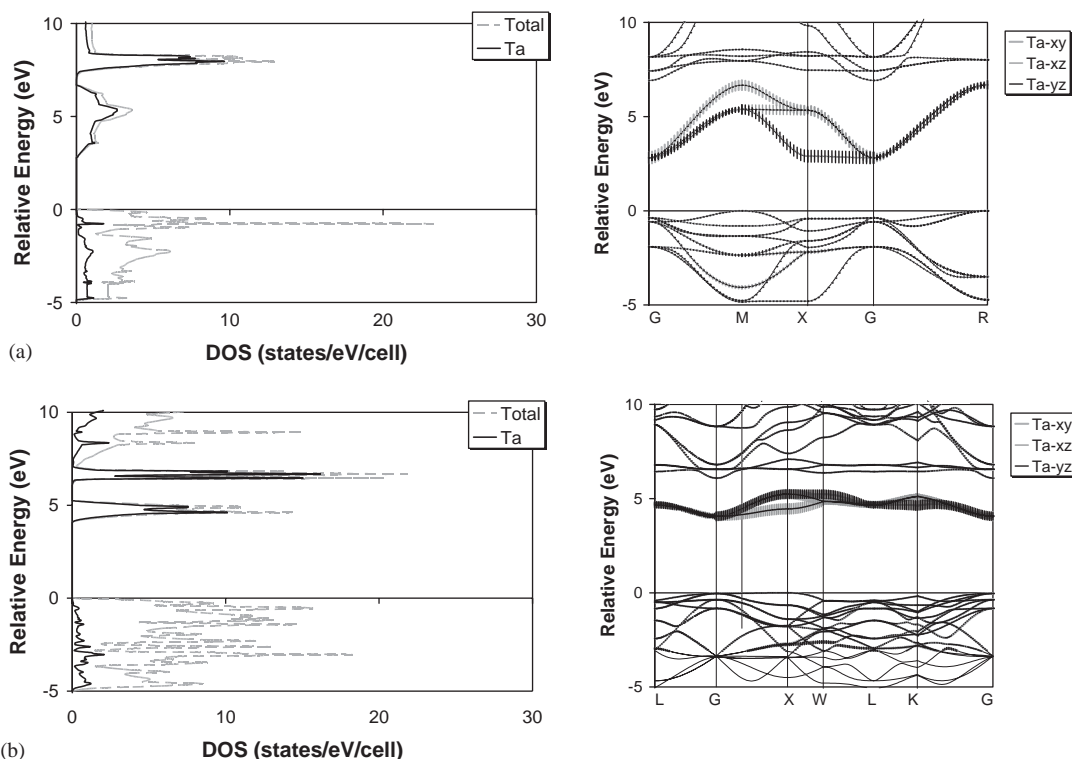 10
5
0
-5
Relative Energy (eV)
0
10
20
30
DOS (states/eV/cell)
Total
Ta
(a)
10
5
0
-5
Relative Energy (eV)
G
M
X
G
R
Ta-xy
Ta-xz
Ta-yz
10
5
0
-5
Relative Energy (eV)
0
10
20
30
DOS (states/eV/cell)
Total
Ta
(b)
10
5
0
-5
Relative Energy (eV)
L
G
X
W
L
K
G
Ta-xy
Ta-xz
Ta-yz